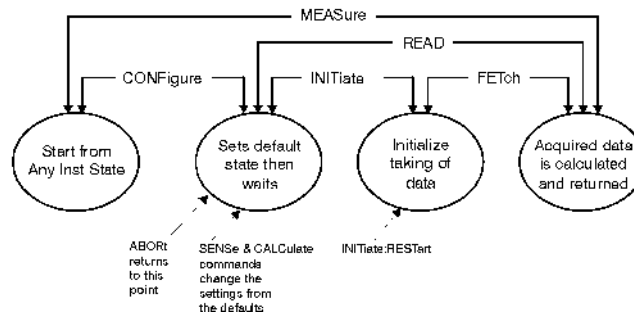 MEASure
READ
CONFigure
INITiate
FETch
Start from
Any Inst State
Sets default
state then
waits
Initialize
taking of
data
Acquired data
is calculated
and returned
ABORt
returns
to this
point
SENSe & CALCulate
commands
change the
settings from
the defaults
INITiate:RESTart